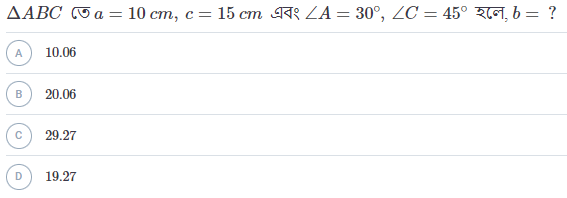 ΔABC তে a = 10 cm, c = 15 cm এবং ∠A = 30°, ∠C = 45° হলে, b = ?
A 10.06
B 20.06
C 29.27
D 19.27